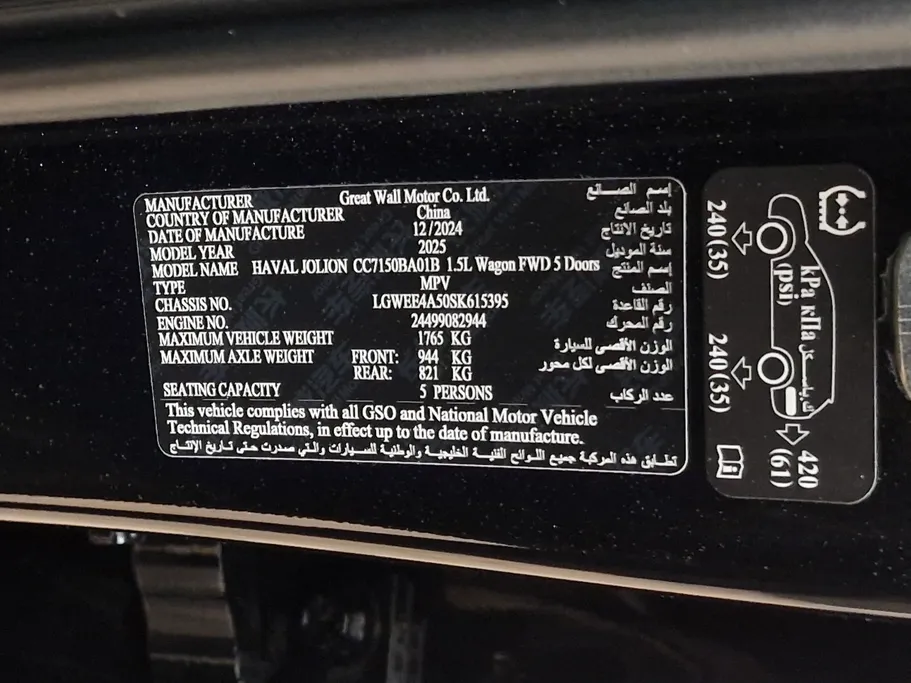 MANUFACTURER Great Wall Motor Co. Ltd. إسم الصانع
COUNTRY OF MANUFACTURER China بلد الصانع
DATE OF MANUFACTURE 12/2024 تاريخ الانتاج
MODEL YEAR 2025 سنة الموديل
MODEL NAME HAVAL JOLION CC7150BA01B 1.5L Wagon FWD 5 Doors إسم المنتج
TYPE MPV الصنف
CHASSIS NO. LGWEE4A50SK615395 رقم القاعدة
ENGINE NO. 24499082944 رقم المحرك
MAXIMUM VEHICLE WEIGHT 1765 KG الوزن الأقصى للسيارة
MAXIMUM AXLE WEIGHT FRONT: 944 KG الوزن الأقصى لكل محور
REAR: 821 KG
SEATING CAPACITY 5 PERSONS عدد الركاب
This vehicle complies with all GSO and National Motor Vehicle
Technical Regulations, in effect up to the date of manufacture.
تطابق هذه المركبة جميع اللوائح الفنية الخليجية والوطنية للسيارات والتي صدرت حتى تاريخ الإنتاج
kPa кПа كيلو باسكال
(psi)
240(35)
240(35)
420
(61)